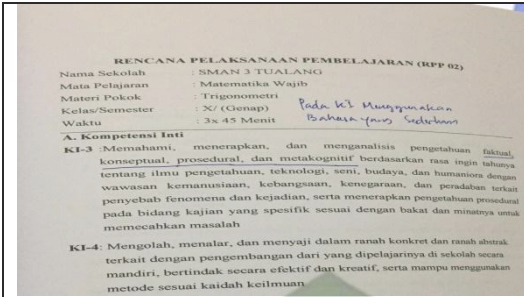 RENCANA PELAKSANAAN PEMBELAJARAN (RPP 02)
Nama Sekolah : SMAN 3 TUALANG
Mata Pelajaran : Matematika Wajib
Materi Pokok : Trigonometri
Kelas/Semester : X/ (Genap)
Waktu : 3x 45 Menit
Pada KI Menggunakan
Bahasa yang Sederhana
A. Kompetensi Inti
KI-3 :Memahami, menerapkan, dan menganalisis pengetahuan faktual,
konseptual, prosedural, dan metakognitif berdasarkan rasa ingin tahunya
tentang ilmu pengetahuan, teknologi, seni, budaya, dan humaniora dengan
wawasan kemanusiaan, kebangsaan, kenegaraan, dan peradaban terkait
penyebab fenomena dan kejadian, serta menerapkan pengetahuan prosedural
pada bidang kajian yang spesifik sesuai dengan bakat dan minatnya untuk
memecahkan masalah
KI-4: Mengolah, menalar, dan menyaji dalam ranah konkret dan ranah abstrak
terkait dengan pengembangan dari yang dipelajarinya di sekolah secara
mandiri, bertindak secara efektif dan kreatif, serta mampu menggunakan
metode sesuai kaidah keilmuan